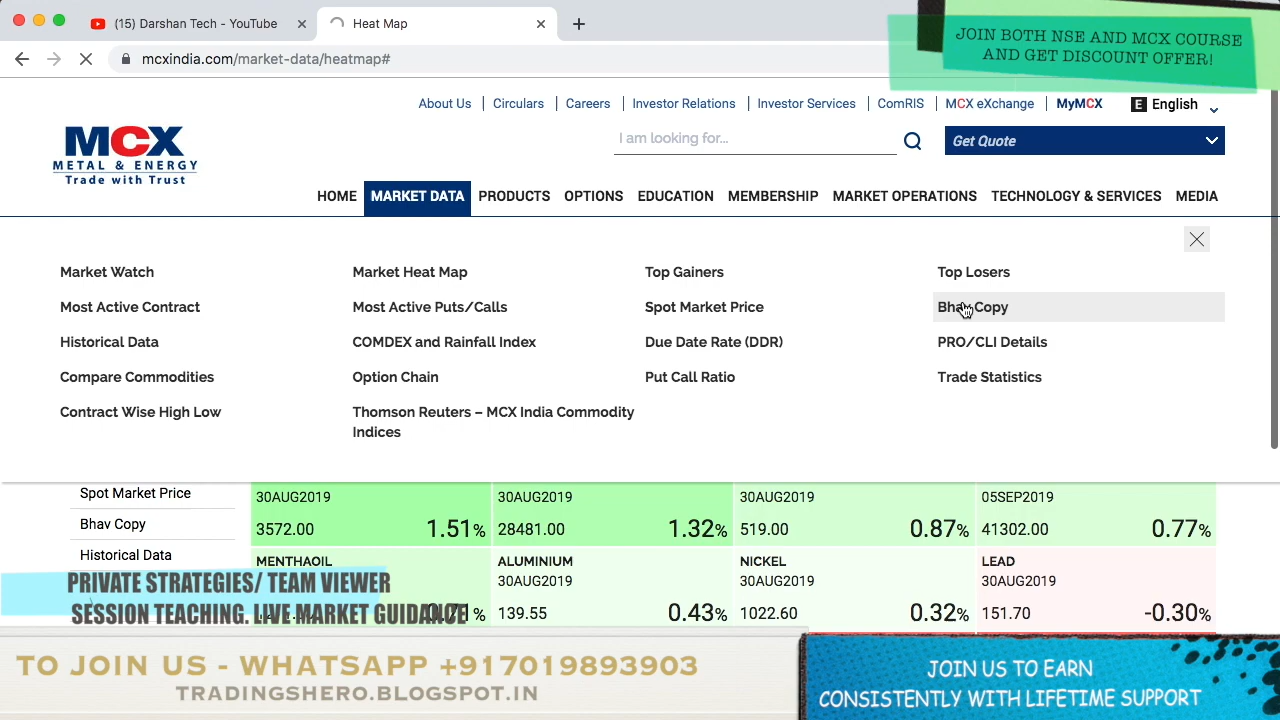 (15) Darshan Tech - YouTube
Heat Map
JOIN BOTH NSE AND MCX COURSE
AND GET DISCOUNT OFFER!
mcxindia.com/market-data/heatmap#
About Us | Circulars | Careers | Investor Relations | Investor Services | ComRIS | MCX eXchange | MyMCX E English
MCX
METAL & ENERGY
Trade with Trust
I am looking for...
Get Quote
HOME MARKET DATA PRODUCTS OPTIONS EDUCATION MEMBERSHIP MARKET OPERATIONS TECHNOLOGY & SERVICES MEDIA
Market Watch Market Heat Map Top Gainers Top Losers
Most Active Contract Most Active Puts/Calls Spot Market Price Bhav Copy
Historical Data COMDEX and Rainfall Index Due Date Rate (DDR) PRO/CLI Details
Compare Commodities Option Chain Put Call Ratio Trade Statistics
Contract Wise High Low Thomson Reuters – MCX India Commodity
Indices
Spot Market Price 30AUG2019 30AUG2019 30AUG2019 05SEP2019
Bhav Copy 3572.00 1.51% 28481.00 1.32% 519.00 0.87% 41302.00 0.77%
Historical Data
MENTHAOIL ALUMINIUM NICKEL LEAD
30AUG2019 30AUG2019 30AUG2019
139.55 0.43% 1022.60 0.32% 151.70 -0.30%
PRIVATE STRATEGIES/ TEAM VIEWER
SESSION TEACHING. LIVE MARKET GUIDANCE
TO JOIN US - WHATSAPP +917019893903
TRADINGSHERO.BLOGSPOT.IN
JOIN US TO EARN
CONSISTENTLY WITH LIFETIME SUPPORT